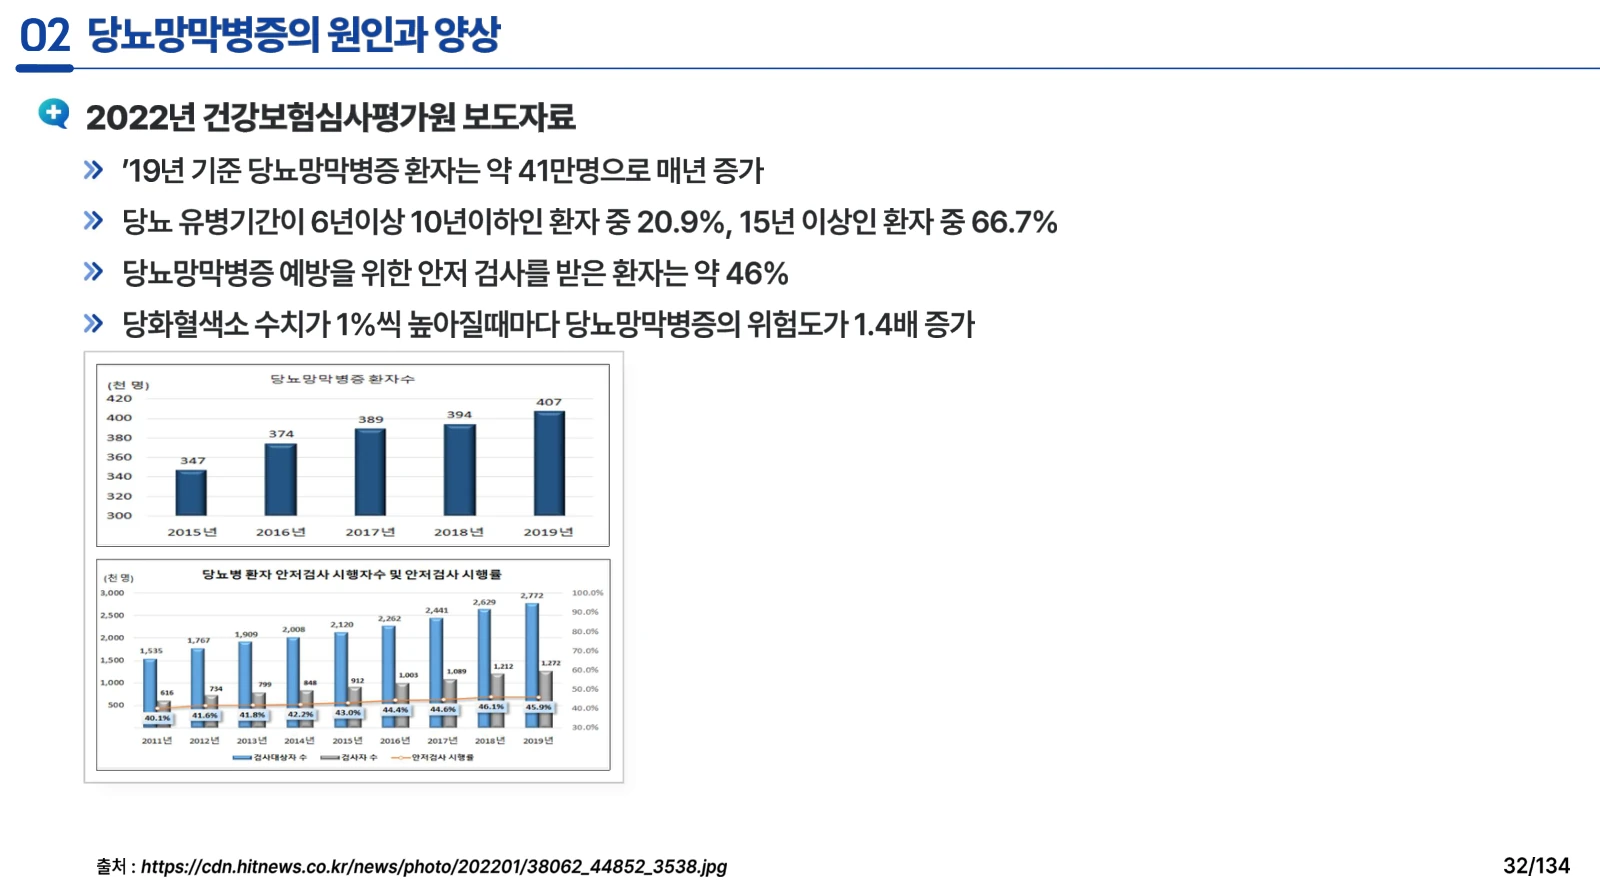 02 당뇨망막병증의 원인과 양상
2022년 건강보험심사평가원 보도자료
’19년 기준 당뇨망막병증 환자는 약 41만명으로 매년 증가
당뇨 유병기간이 6년이상 10년이하인 환자 중 20.9%, 15년 이상인 환자 중 66.7%
당뇨망막병증 예방을 위한 안저 검사를 받은 환자는 약 46%
당화혈색소 수치가 1%씩 높아질때마다 당뇨망막병증의 위험도가 1.4배 증가
당뇨망막병증 환자수
(천 명)
420
400
380
360
340
320
300
347
374
389
394
407
2015년 2016년 2017년 2018년 2019년
당뇨병 환자 안저검사 시행자수 및 안저검사 시행률
(천 명)
3,000
2,500
2,000
1,500
1,000
500
1,535 1,767 1,909 2,008 2,120 2,262 2,441 2,629 2,772
616 734 799 848 912 1,003 1,089 1,212 1,272
40.1% 41.6% 41.8% 42.2% 43.0% 44.4% 44.6% 46.1% 45.9%
100.0%
90.0%
80.0%
70.0%
60.0%
50.0%
40.0%
30.0%
2011년 2012년 2013년 2014년 2015년 2016년 2017년 2018년 2019년
검사대상자 수 검사자 수 안저검사 시행률
출처 : https://cdn.hitnews.co.kr/news/photo/202201/38062_44852_3538.jpg
32/134